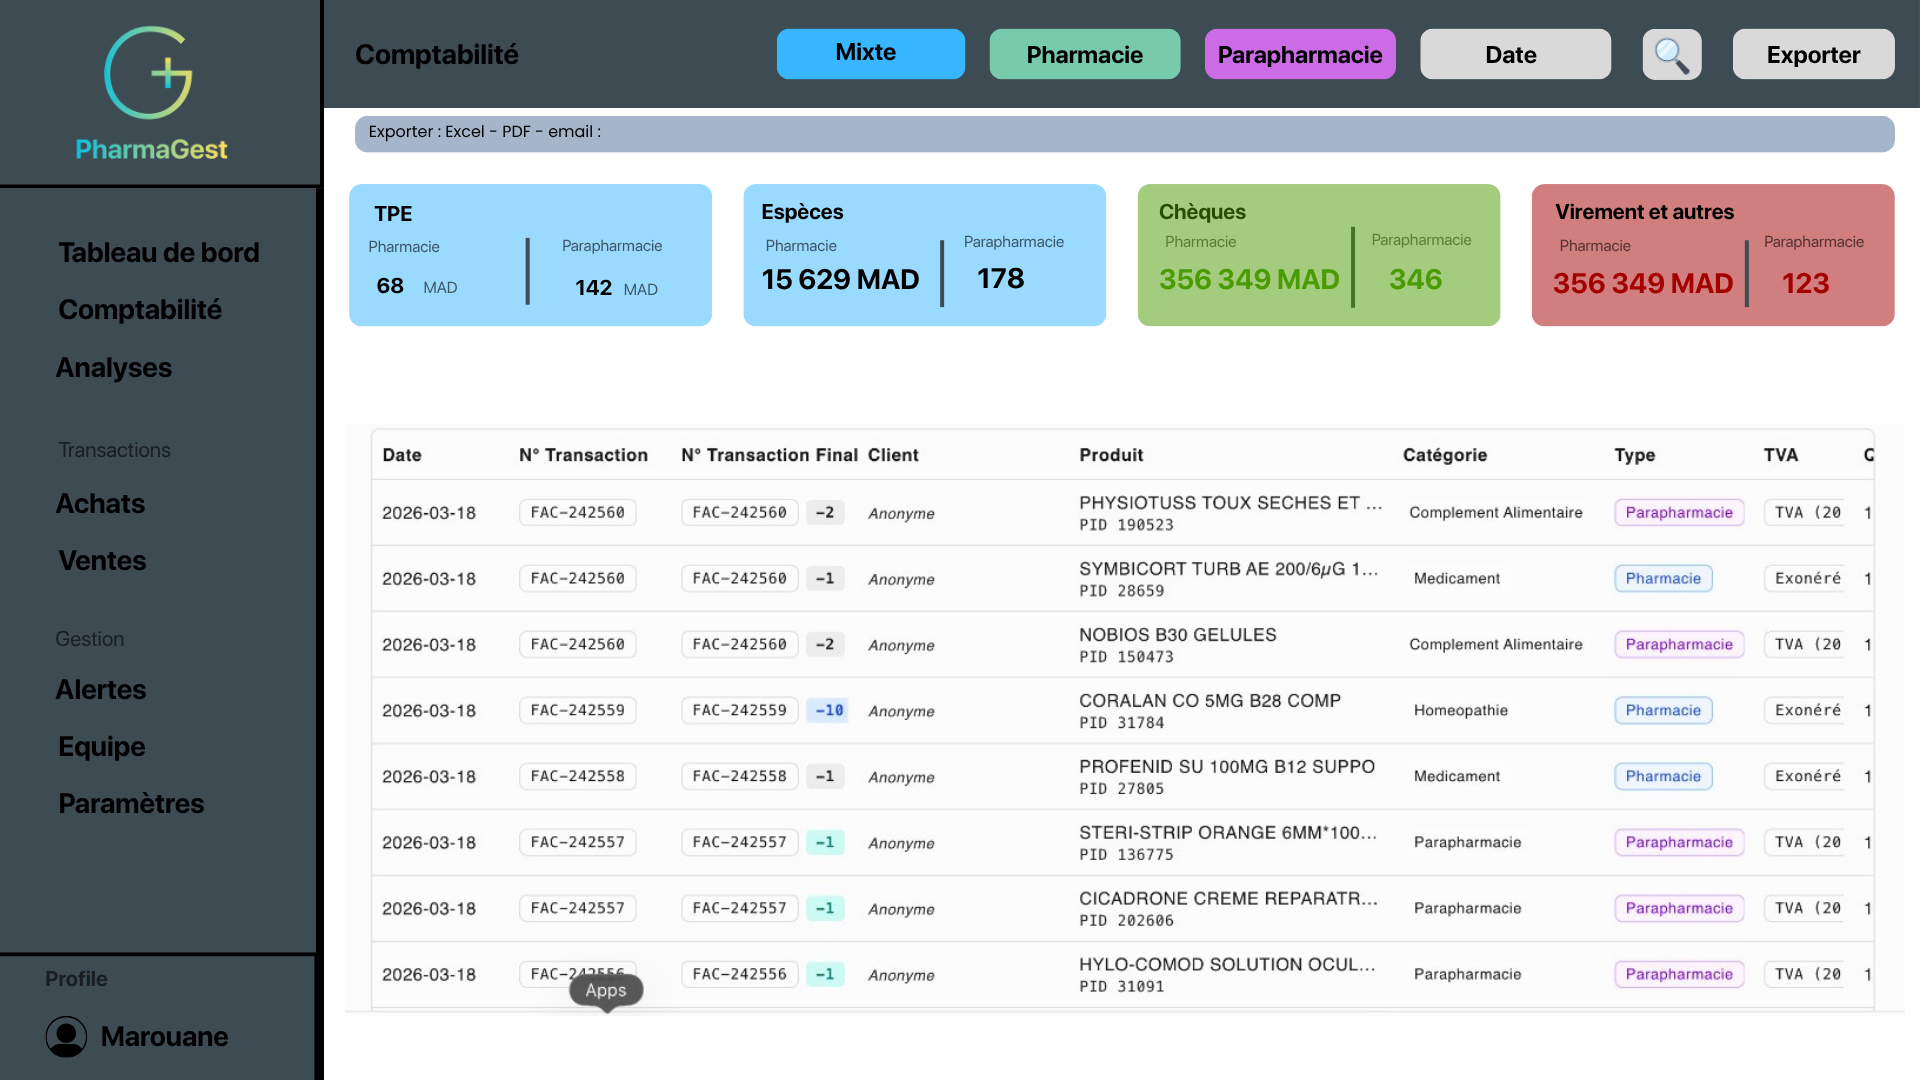 PharmaGest
Tableau de bord
Comptabilité
Analyses
Transactions
Achats
Ventes
Gestion
Alertes
Equipe
Paramètres
Profile
Marouane
Comptabilité Mixte Pharmacie Parapharmacie Date Exporter
Exporter : Excel - PDF - email :
TPE
Pharmacie Parapharmacie
68 MAD 142 MAD
Espèces
Pharmacie Parapharmacie
15 629 MAD 178
Chèques
Pharmacie Parapharmacie
356 349 MAD 346
Virement et autres
Pharmacie Parapharmacie
356 349 MAD 123
Date N° Transaction N° Transaction Final Client Produit Catégorie Type TVA
2026-03-18 FAC-242560 FAC-242560 -2 Anonyme PHYSIOTUSS TOUX SECHES ET ... Complement Alimentaire Parapharmacie TVA (20 1
PID 190523
2026-03-18 FAC-242560 FAC-242560 -1 Anonyme SYMBICORT TURB AE 200/6µG 1... Medicament Pharmacie Exonéré 1
PID 28659
2026-03-18 FAC-242560 FAC-242560 -2 Anonyme NOBIOS B30 GELULES Complement Alimentaire Parapharmacie TVA (20 1
PID 150473
2026-03-18 FAC-242559 FAC-242559 -10 Anonyme CORALAN CO 5MG B28 COMP Homeopathie Pharmacie Exonéré 1
PID 31784
2026-03-18 FAC-242558 FAC-242558 -1 Anonyme PROFENID SU 100MG B12 SUPPO Medicament Pharmacie Exonéré 1
PID 27805
2026-03-18 FAC-242557 FAC-242557 -1 Anonyme STERI-STRIP ORANGE 6MM*100... Parapharmacie Parapharmacie TVA (20 1
PID 136775
2026-03-18 FAC-242557 FAC-242557 -1 Anonyme CICADRONE CREME REPARATR... Parapharmacie Parapharmacie TVA (20 1
PID 202606
2026-03-18 FAC-242556 FAC-242556 -1 Anonyme HYLO-COMOD SOLUTION OCUL... Parapharmacie Parapharmacie TVA (20 1
PID 31091
Apps